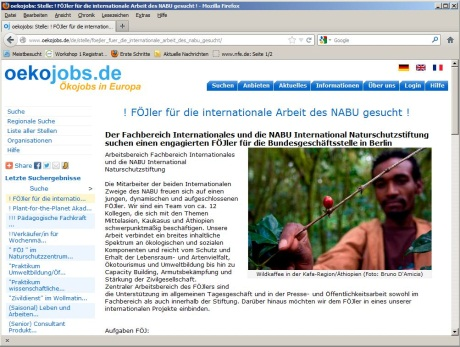 oekojobs.de: Stelle: ! FÖJler für die internationale Arbeit des NABU gesucht ! - Mozilla Firefox
Datei Bearbeiten Ansicht Chronik Lesezeichen Extras Hilfe
oekojobs.de: Stelle: ! FÖJler für die internation...
www.oekojobs.de/de/stelle/foejler_fuer_die_internationale_arbeit_des_nabu_gesucht/
Google
Meistbesucht Workshop 1 Registrat... Erste Schritte Aktuelle Nachrichten www.nfs.de: Seite: 1/2
oekojobs.de
Ökojobs in Europa
Suchen Anbieten Aktuelles Informationen Über uns Login Hilfe
Suche
Regionale Suche
Liste aller Stellen
Organisationen
Hilfe
Share
Letzte Suchergebnisse
Suche >
! FÖJler für die internatio...
! Plant-for-the-Planet Akad...
!!! Pädagogische Fachkraft ...
!!Verkäufer/in für Wochenma...
" FÖJ " im Naturschutzzentrum...
"Praktikum Umweltbildung/Öf...
"Praktikum wissenschaftliche...
"Zivildienst" im Wollmatin...
(Saisonal) Leben und Arbeiten...
(Senior) Consultant Produkt...
! FÖJler für die internationale Arbeit des NABU gesucht !
Der Fachbereich Internationales und die NABU International Naturschutzstiftung
suchen einen engagierten FÖJler für die Bundesgeschäftsstelle in Berlin
Arbeitsbereich Fachbereich Internationales
und die NABU International
Naturschutzstiftung
Die Mitarbeiter der beiden Internationalen
Zweige des NABU freuen sich auf einen
jungen, dynamischen und aufgeschlossenen
FÖJler. Wir sind ein Team von ca. 12
Kollegen, die sich mit den Themen
Mittelasien, Kaukasus und Äthiopien
schwerpunktmäßig beschäftigen. Unsere
Arbeit verbindet ein breites inhaltliche
Spektrum an ökologischen und sozialen
Komponenten und reicht vom Schutz und
Erhalt der Lebensraum- und Artenvielfalt,
Ökotourismus und Um-weltbildung bis hin zu
Capacity Building, Armutsbekämpfung und
Stärkung der Zivilgesellschaft.
Zentraler Arbeitsbereich des FÖJlers sind
die Unterstützung im allgemeinen Tagesgeschäft und in der Presse- und Öffentlichkeitsarbeit sowohl im
Fachbereich als auch innerhalb der Stiftung. Darüber hinaus möchten wir dem FÖJler in eines unserer
internationalen Projekte einbinden.
Aufgaben FÖJ:
Wildkaffee in der Kafa-Region/Äthiopien (Foto: Bruno D'Amicis)